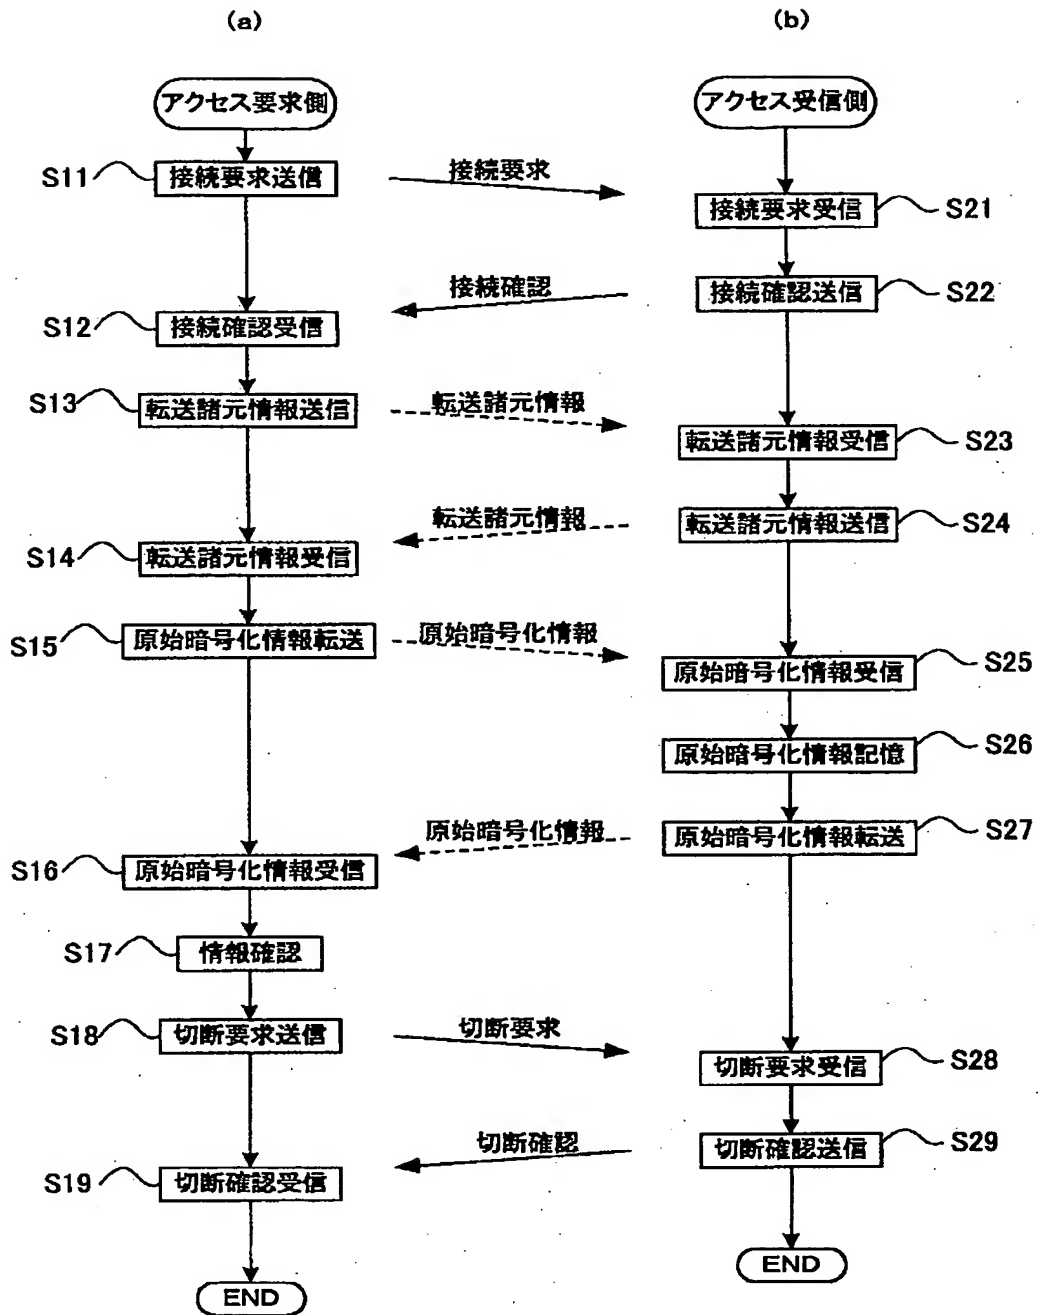 (a)
(b)
アクセス要求側
アクセス受信側
S11
接続要求送信
接続要求
接続要求受信
S21
接続確認
接続確認送信
S22
S12
接続確認受信
S13
転送諸元情報送信
転送諸元情報
転送諸元情報受信
S23
転送諸元情報
転送諸元情報送信
S24
S14
転送諸元情報受信
S15
原始暗号化情報転送
原始暗号化情報
原始暗号化情報受信
S25
原始暗号化情報記憶
S26
原始暗号化情報
原始暗号化情報転送
S27
S16
原始暗号化情報受信
S17
情報確認
S18
切断要求送信
切断要求
切断要求受信
S28
切断確認
切断確認送信
S29
S19
切断確認受信
END
END